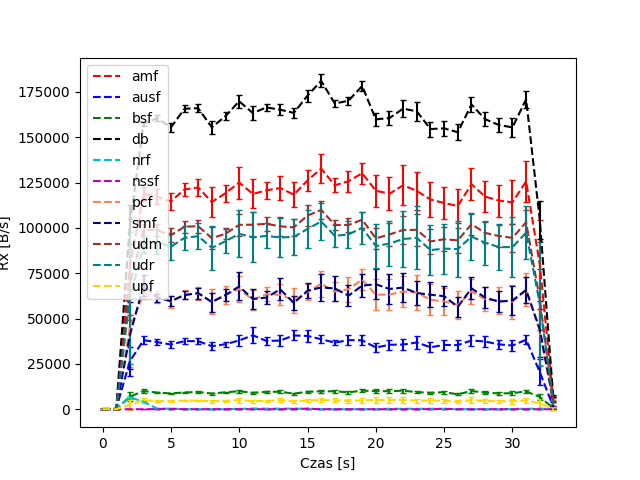 amf
ausf
bsf
db
nrf
nssf
pcf
smf
udm
udr
upf
175000
150000
125000
100000
75000
50000
25000
0
Rx [B/s]
0 5 10 15 20 25 30
Czas [s]